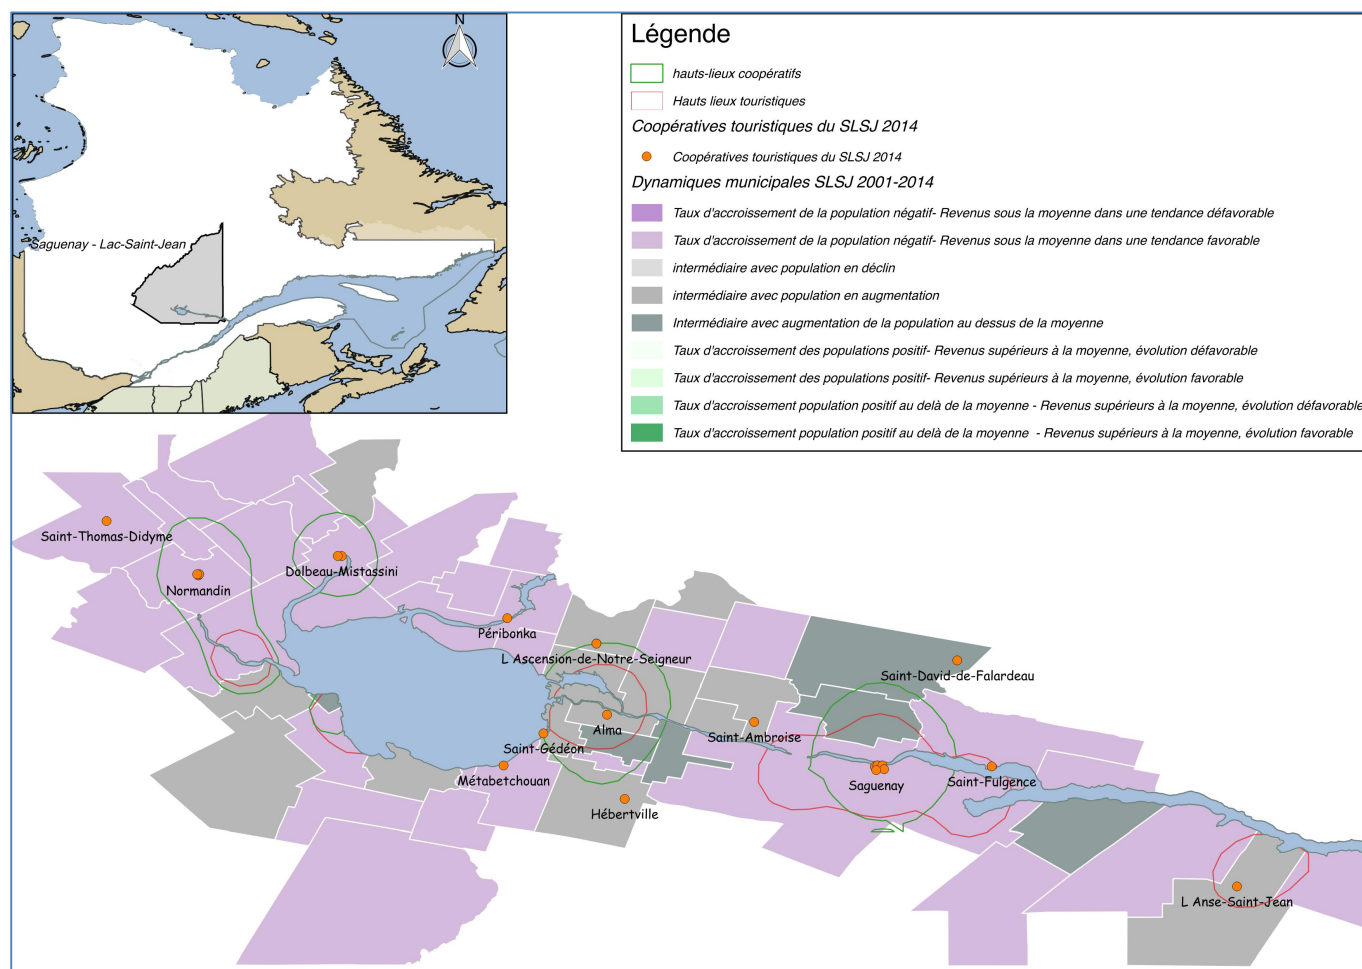 N
Saguenay - Lac-Saint-Jean
Légende
hauts-lieux coopératifs
Hauts lieux touristiques
Coopératives touristiques du SLSJ 2014
Coopératives touristiques du SLSJ 2014
Dynamiques municipales SLSJ 2001-2014
Taux d'accroissement de la population négatif- Revenus sous la moyenne dans une tendance défavorable
Taux d'accroissement de la population négatif- Revenus sous la moyenne dans une tendance favorable
intermédiaire avec population en déclin
intermédiaire avec population en augmentation
Intermédiaire avec augmentation de la population au dessus de la moyenne
Taux d'accroissement des populations positif- Revenus supérieurs à la moyenne, évolution défavorable
Taux d'accroissement des populations positif- Revenus supérieurs à la moyenne, évolution favorable
Taux d'accroissement population positif au delà de la moyenne - Revenus supérieurs à la moyenne, évolution défavorable
Taux d'accroissement population positif au delà de la moyenne - Revenus supérieurs à la moyenne, évolution favorable
Saint-Thomas-Didyme
Dolbeau-Mistassini
Normandin
Péribonka
L Ascension-de-Notre-Seigneur
Saint-David-de-Falardeau
Alma
Saint-Ambroise
Saint-Gédéon
Métabetchouan
Saguenay
Saint-Fulgence
Hébertville
L Anse-Saint-Jean